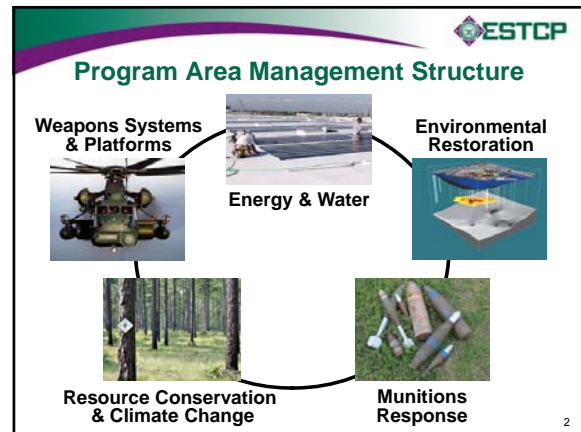 ESTCP
Program Area Management Structure
Weapons Systems
& Platforms
Energy & Water
Environmental
Restoration
Resource Conservation
& Climate Change
Munitions
Response
2